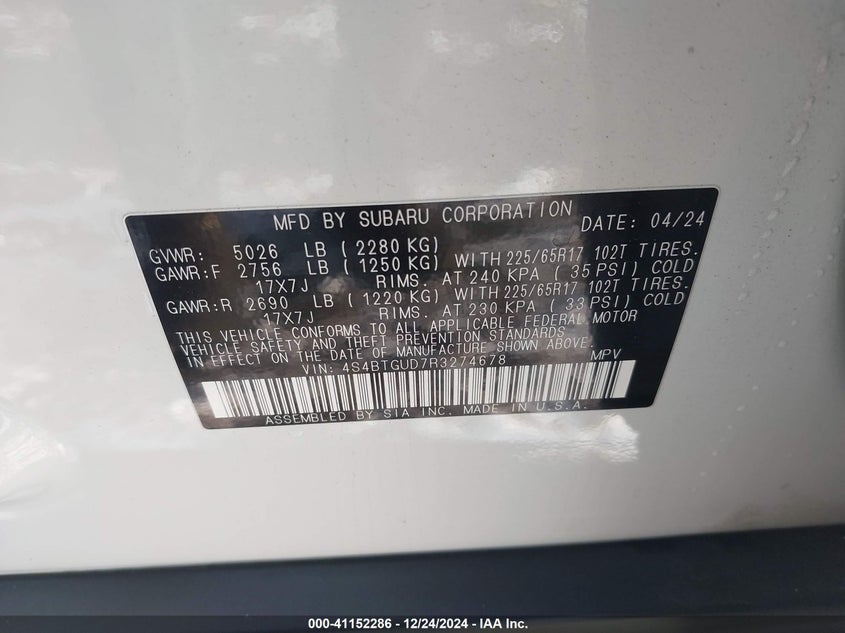 MFD BY SUBARU CORPORATION DATE: 04/24
GVWR: 5026 LB (2280 KG)
GAWR:F 2756 LB (1250 KG) WITH 225/65R17 102T TIRES.
17X7J RIMS. AT 240 KPA (35 PSI) COLD
GAWR:R 2690 LB (1220 KG) WITH 225/65R17 102T TIRES.
17X7J RIMS. AT 230 KPA (33 PSI) COLD
THIS VEHICLE CONFORMS TO ALL APPLICABLE FEDERAL MOTOR
VEHICLE SAFETY AND THEFT PREVENTION STANDARDS
IN EFFECT ON THE DATE OF MANUFACTURE SHOWN ABOVE.
VIN: 4S4BTGUD7R3274678 MPV
ASSEMBLED BY SIA INC. MADE IN U.S.A.
000-41152286 - 12/24/2024 - IAA Inc.